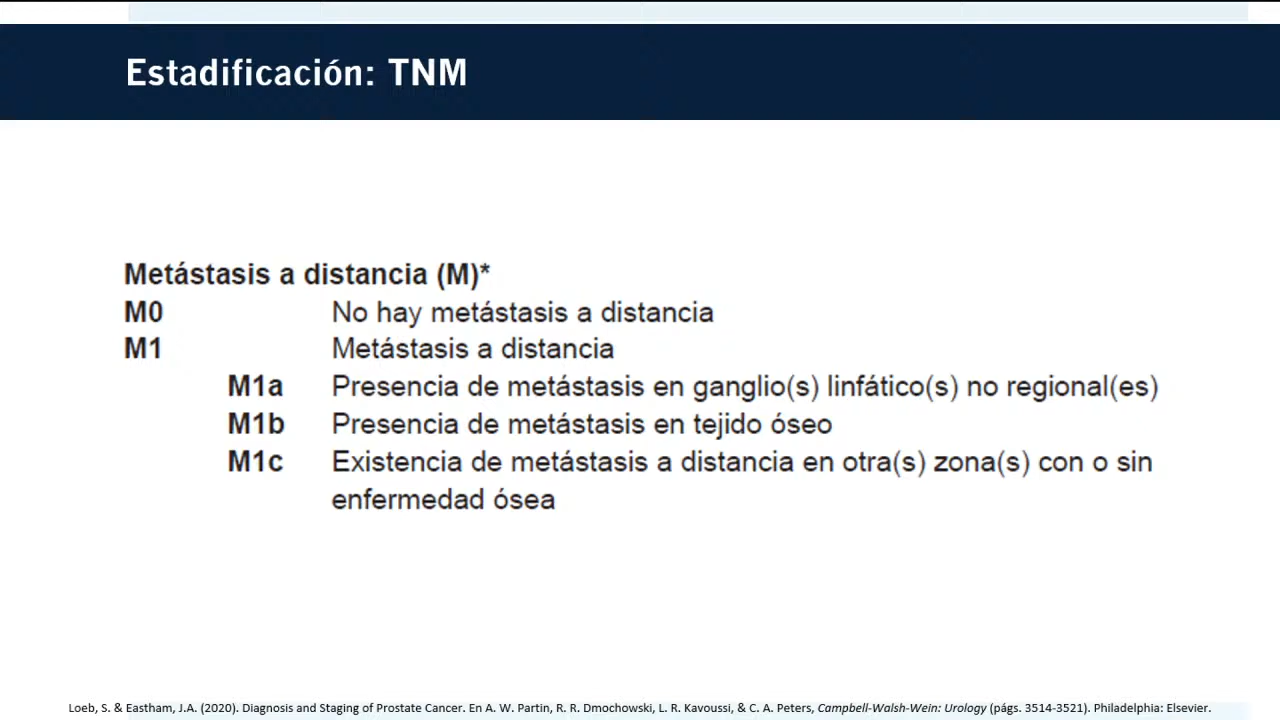 Estadificación: TNM
Metástasis a distancia (M)*
M0 No hay metástasis a distancia
M1 Metástasis a distancia
M1a Presencia de metástasis en ganglio(s) linfático(s) no regional(es)
M1b Presencia de metástasis en tejido óseo
M1c Existencia de metástasis a distancia en otra(s) zona(s) con o sin
enfermedad ósea
Loeb, S. & Eastham, J.A. (2020). Diagnosis and Staging of Prostate Cancer. En A. W. Partin, R. R. Dmochowski, L. R. Kavoussi, & C. A. Peters, Campbell-Walsh-Wein: Urology (págs. 3514-3521). Philadelphia: Elsevier.